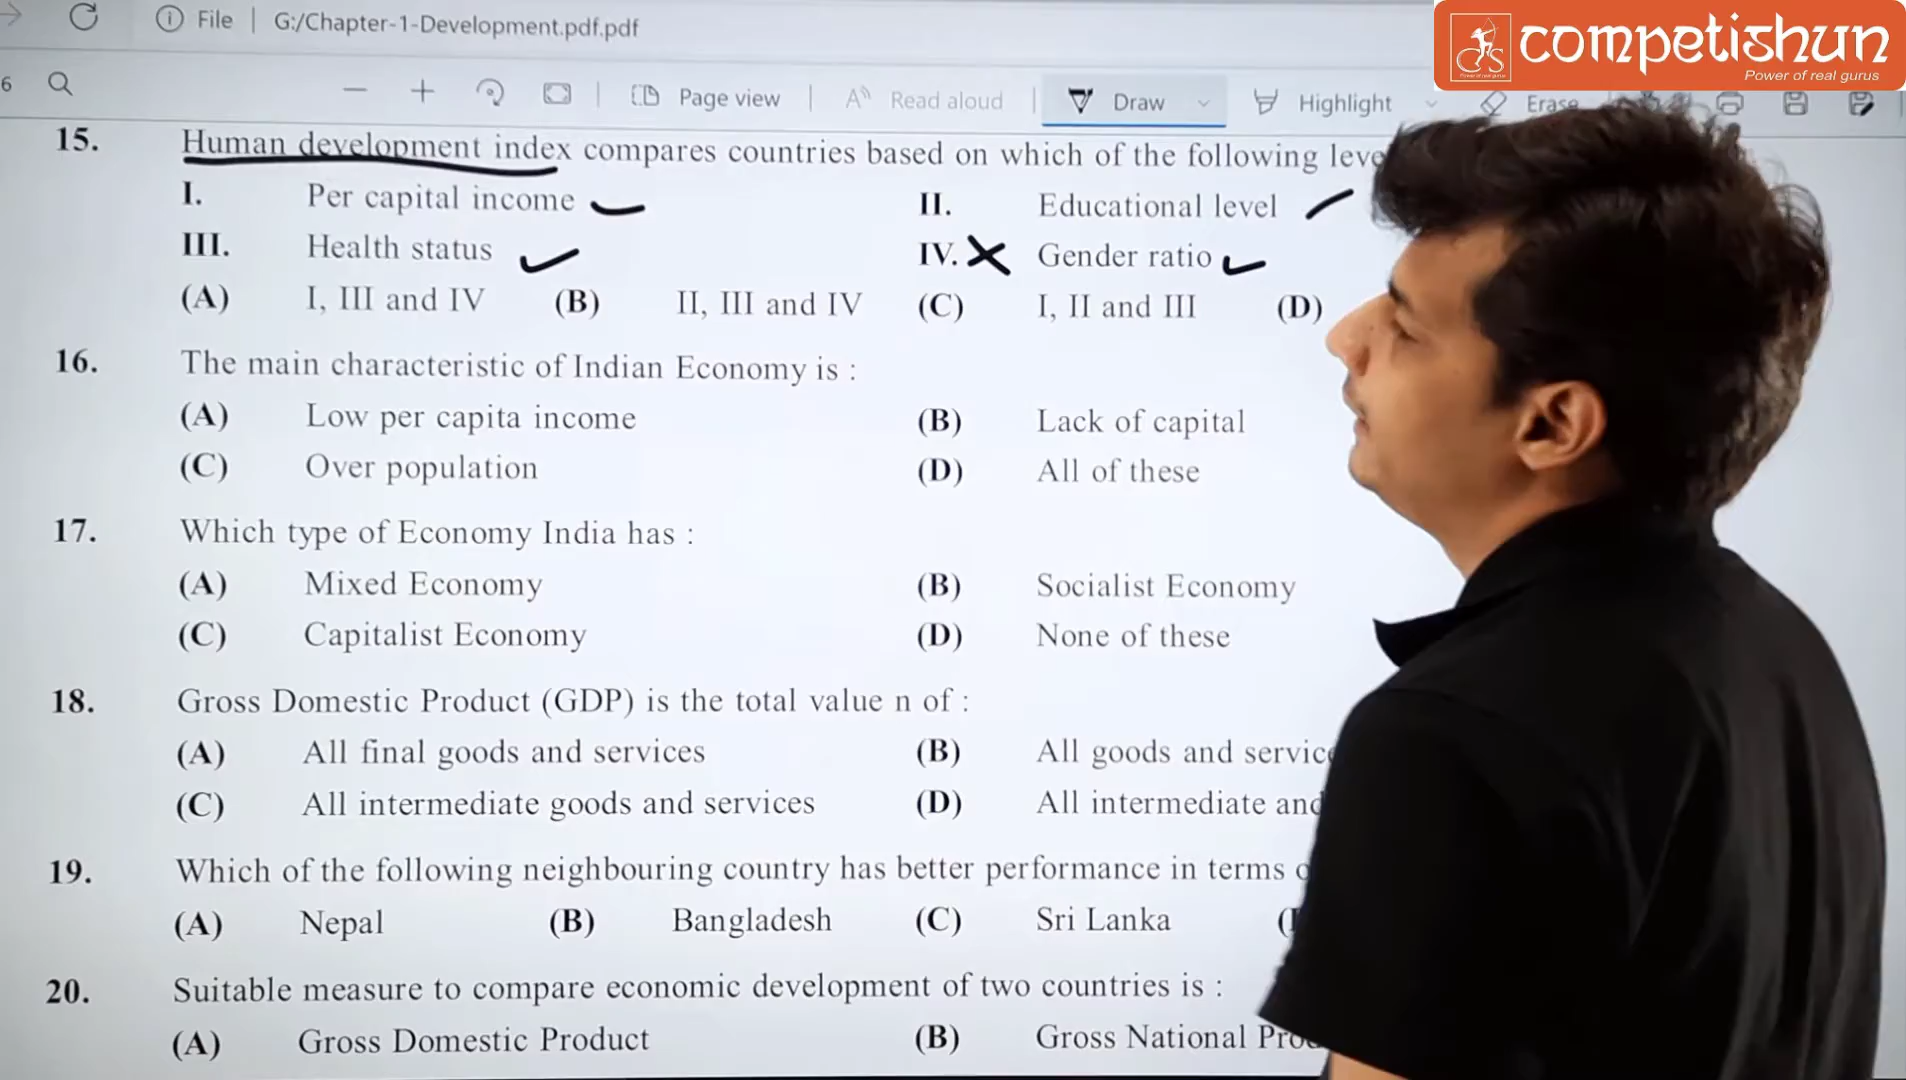 File | G:/Chapter-1-Development.pdf.pdf
competishun
Power of real gurus
6 Page view Read aloud Draw Highlight Erase
15. Human development index compares countries based on which of the following
I. Per capital income II. Educational level
III. Health status IV. Gender ratio
(A) I, III and IV (B) II, III and IV (C) I, II and III (D)
16. The main characteristic of Indian Economy is :
(A) Low per capita income (B) Lack of capital
(C) Over population (D) All of these
17. Which type of Economy India has :
(A) Mixed Economy (B) Socialist Economy
(C) Capitalist Economy (D) None of these
18. Gross Domestic Product (GDP) is the total value n of :
(A) All final goods and services (B) All goods and
(C) All intermediate goods and services (D) All intermediate
19. Which of the following neighbouring country has better performance in terms
(A) Nepal (B) Bangladesh (C) Sri Lanka
20. Suitable measure to compare economic development of two countries is :
(A) Gross Domestic Product (B) Gross National